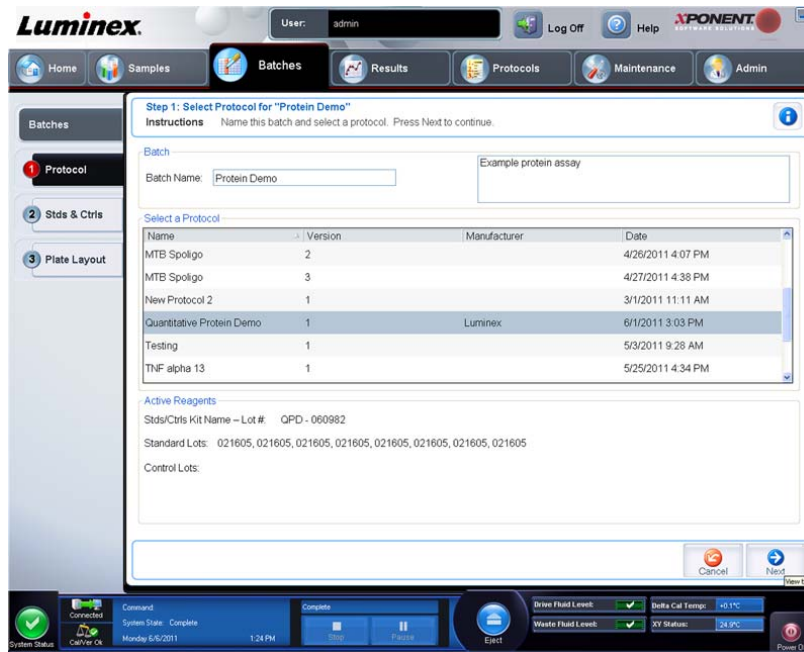 Luminex.
User: admin
Log Off
Help
XPONENT.
SOFTWARE SOLUTIONS
Home
Samples
Batches
Results
Protocols
Maintenance
Admin
Batches
1 Protocol
2 Stds & Ctrls
3 Plate Layout
Step 1: Select Protocol for "Protein Demo"
Instructions Name this batch and select a protocol. Press Next to continue.
Batch
Batch Name: Protein Demo
Example protein assay
Select a Protocol
Name Version Manufacturer Date
MTB Spoligo 2 4/26/2011 4:07 PM
MTB Spoligo 3 4/27/2011 4:38 PM
New Protocol 2 1 3/1/2011 11:11 AM
Quantitative Protein Demo 1 Luminex 6/1/2011 3:03 PM
Testing 1 5/3/2011 9:28 AM
TNF alpha 13 1 5/25/2011 4:34 PM
Active Reagents
Stds/Ctrls Kit Name – Lot #: QPD - 060982
Standard Lots: 021605, 021605, 021605, 021605, 021605, 021605, 021605, 021605
Control Lots:
Cancel
Next
View t
System Status
Connected
Cal/Ver Ok
Command:
System State: Complete
Monday 6/6/2011 1:24 PM
Complete
Stop
Pause
Eject
Drive Fluid Level:
Waste Fluid Level:
Delta Cal Temp: +0.1°C
XY Status: 24.9°C
Power D